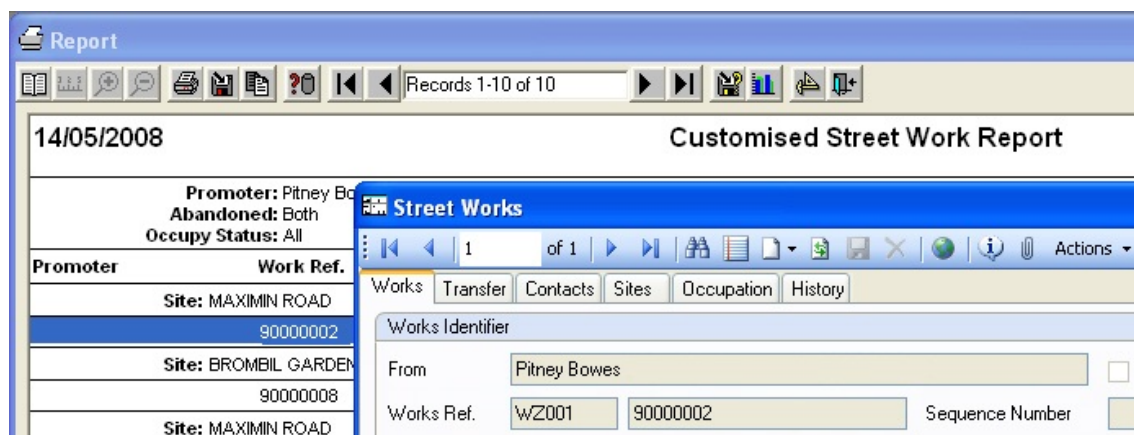 Report
Records 1-10 of 10
14/05/2008
Customised Street Work Report
Promoter: Pitney Bo
Abandoned: Both
Occupy Status: All
Promoter Work Ref.
Site: MAXIMIN ROAD
90000002
Site: BROMBIL GARDEN
90000008
Site: MAXIMIN ROAD
Street Works
1 of 1 Actions
Works Transfer Contacts Sites Occupation History
Works Identifier
From Pitney Bowes
Works Ref. WZ001 90000002 Sequence Number